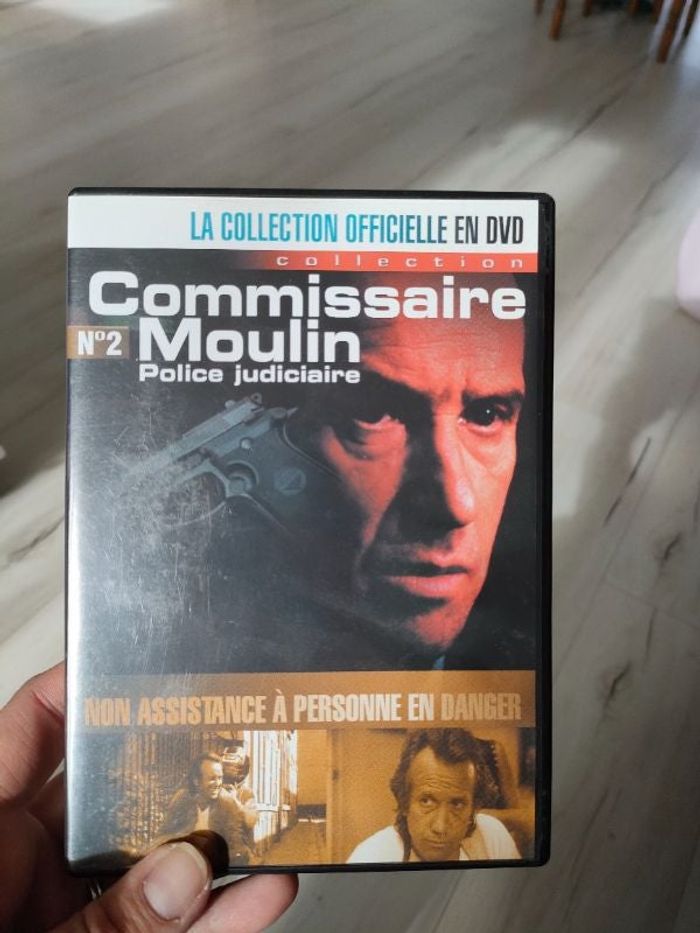 LA COLLECTION OFFICIELLE EN DVD
collection
Commissaire
N°2 Moulin
Police judiciaire
NON ASSISTANCE À PERSONNE EN DANGER